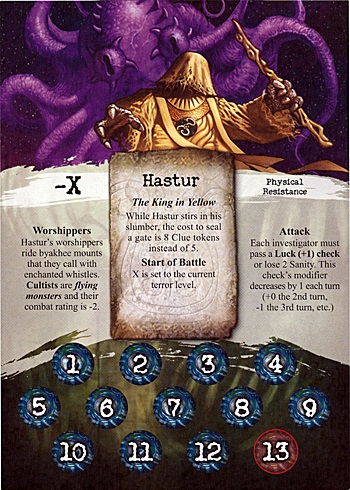 -X
Hastur
Physical
Resistance
The King in Yellow
While Hastur stirs in his
slumber, the cost to seal
a gate is 8 Clue tokens
instead of 5.
Start of Battle
X is set to the current
terror level.
Worshippers
Hastur's worshippers
ride byakhee mounts
that they call with
enchanted whistles.
Cultists are flying
monsters and their
combat rating is -2.
Attack
Each investigator must
pass a Luck (+1) check
or lose 2 Sanity. This
check's modifier
decreases by 1 each turn
(+0 the 2nd turn,
-1 the 3rd turn, etc.)
1 2 3 4
5 6 7 8 9
10 11 12 13